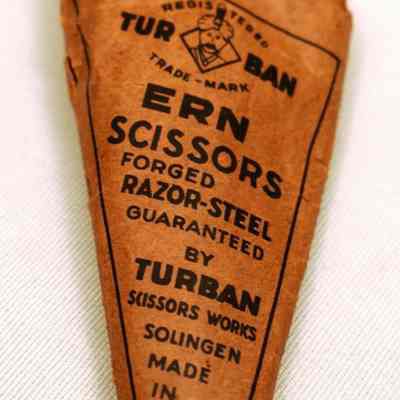 REGISTERED
TUR BAN
TRADE-MARK
ERN
SCISSORS
FORGED
RAZOR-STEEL
GUARANTEED
BY
TURBAN
SCISSORS WORKS
SOLINGEN
MADE
IN